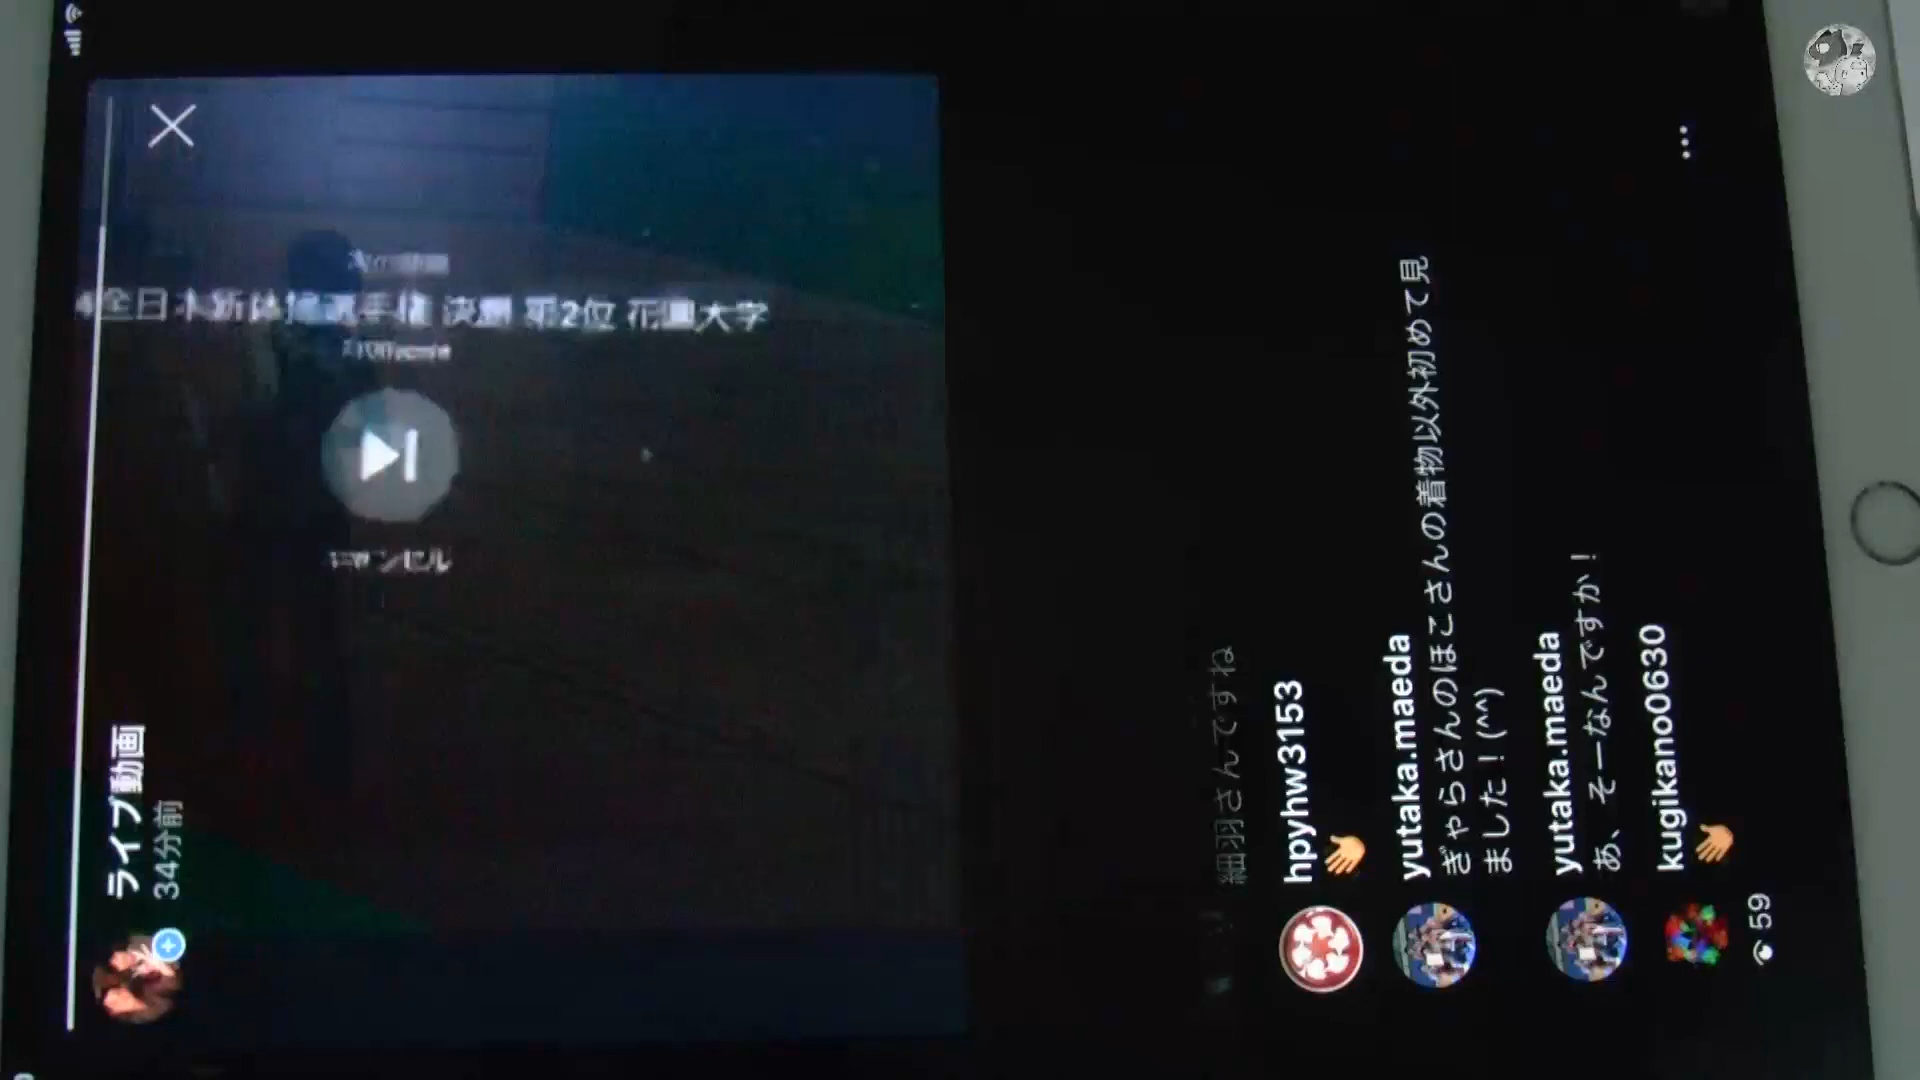 ライブ動画
34分前
全日本新体操選手権 決勝 第2位 花園大学
キャンセル
細羽さんですね
hpyhw3153
👋
yutaka.maeda
ぎゃらさんのほこさんの着物以外初めて見
ました！(^^)
yutaka.maeda
あ、そーなんですか！
kugikano0630
👋
59